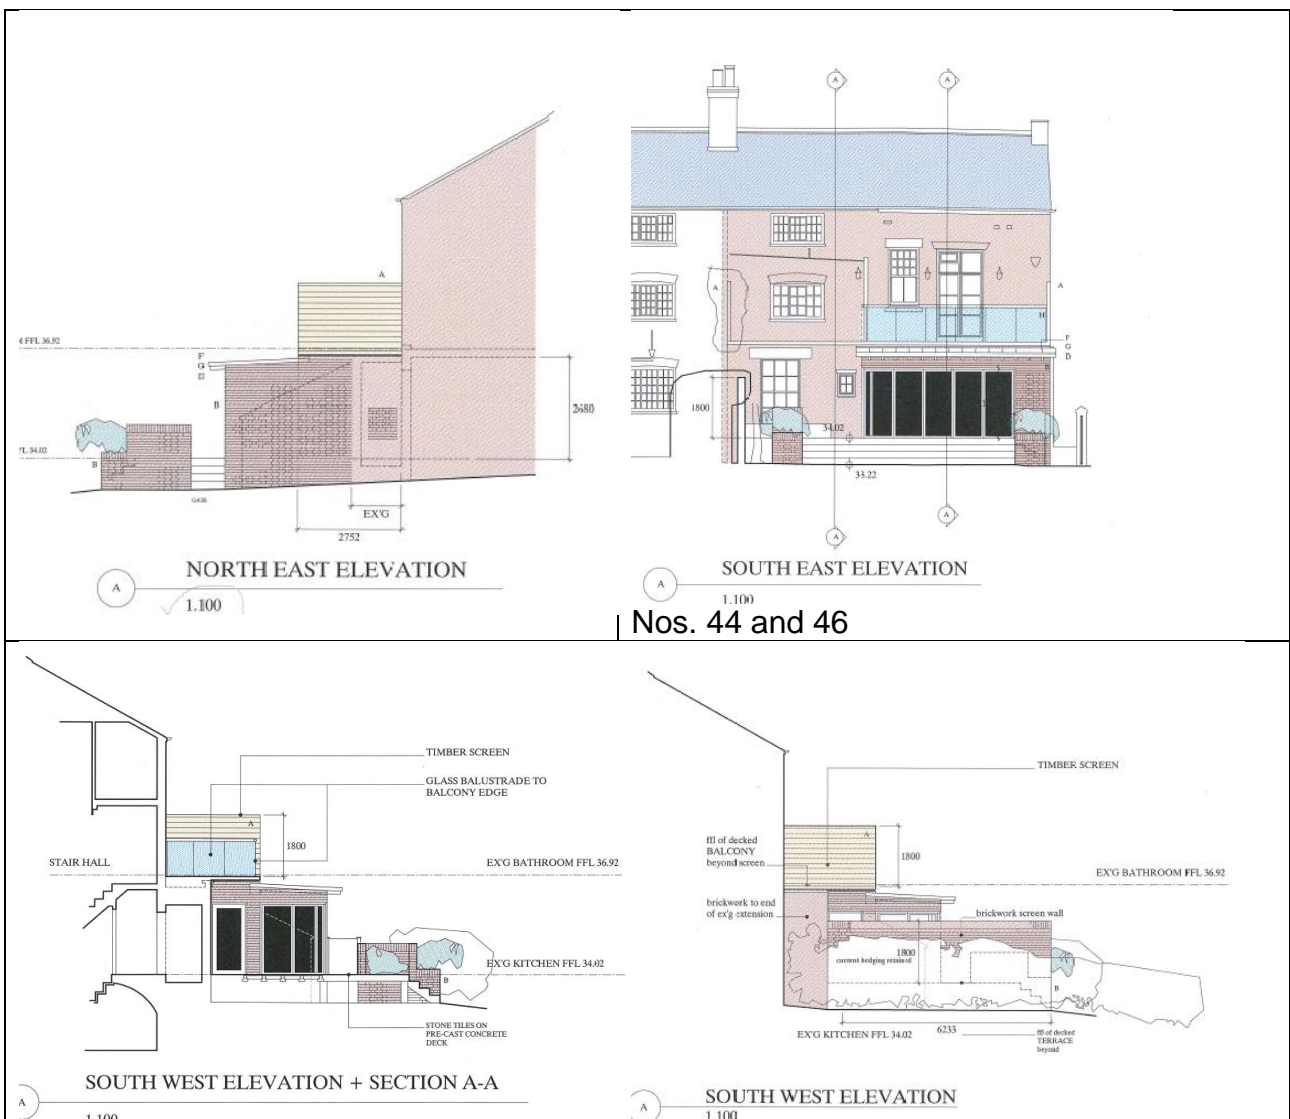 A
M FFL 36.92
F
G
B
2480
FL 34.02
B
EX'G
2752
NORTH EAST ELEVATION
A
1.100
A
A
1
A
A
H
F
G
D
B
1800
34.02
33.22
A
A
SOUTH EAST ELEVATION
A
1.100
Nos. 44 and 46
TIMBER SCREEN
GLASS BALUSTRADE TO
BALCONY EDGE
A
1800
STAIR HALL
EX'G BATHROOM FFL 36.92
EX'G KITCHEN FFL 34.02
B
STONE TILES ON
PRE-CAST CONCRETE
DECK
SOUTH WEST ELEVATION + SECTION A-A
A
1.100
TIMBER SCREEN
A
ffl of decked
BALCONY
beyond screen
1800
EX'G BATHROOM FFL 36.92
brickwork to end
of ex'g extension
brickwork screen wall
1800
current hedging retained
B
6233
EX'G KITCHEN FFL 34.02
ffl of decked
TERRACE
beyond
SOUTH WEST ELEVATION
A
1.100